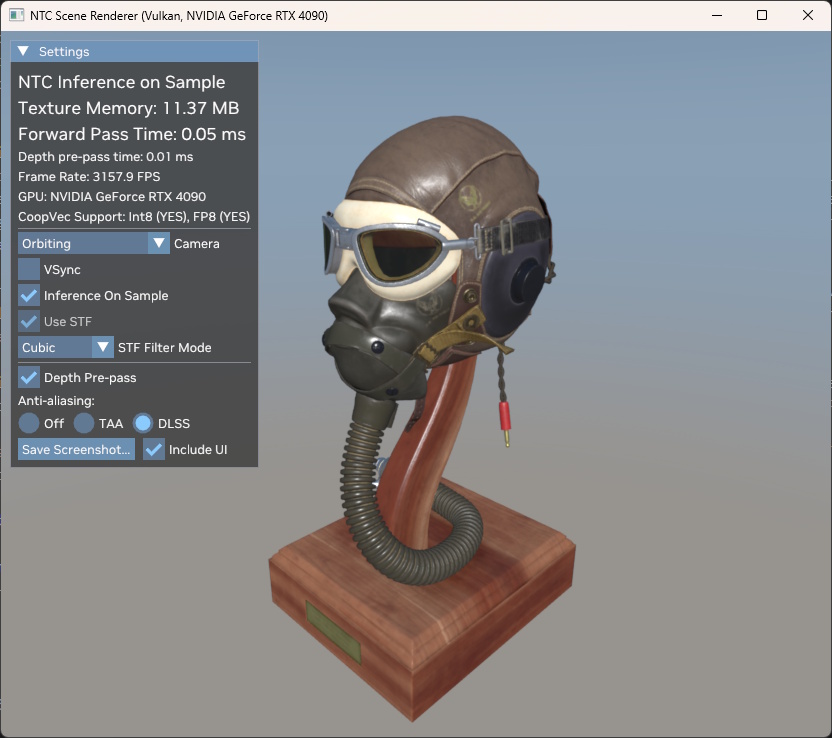 NTC Scene Renderer (Vulkan, NVIDIA GeForce RTX 4090)
Settings
NTC Inference on Sample
Texture Memory: 11.37 MB
Forward Pass Time: 0.05 ms
Depth pre-pass time: 0.01 ms
Frame Rate: 3157.9 FPS
GPU: NVIDIA GeForce RTX 4090
CoopVec Support: Int8 (YES), FP8 (YES)
Orbiting Camera
VSync
Inference On Sample
Use STF
Cubic STF Filter Mode
Depth Pre-pass
Anti-aliasing:
Off TAA DLSS
Save Screenshot... Include UI